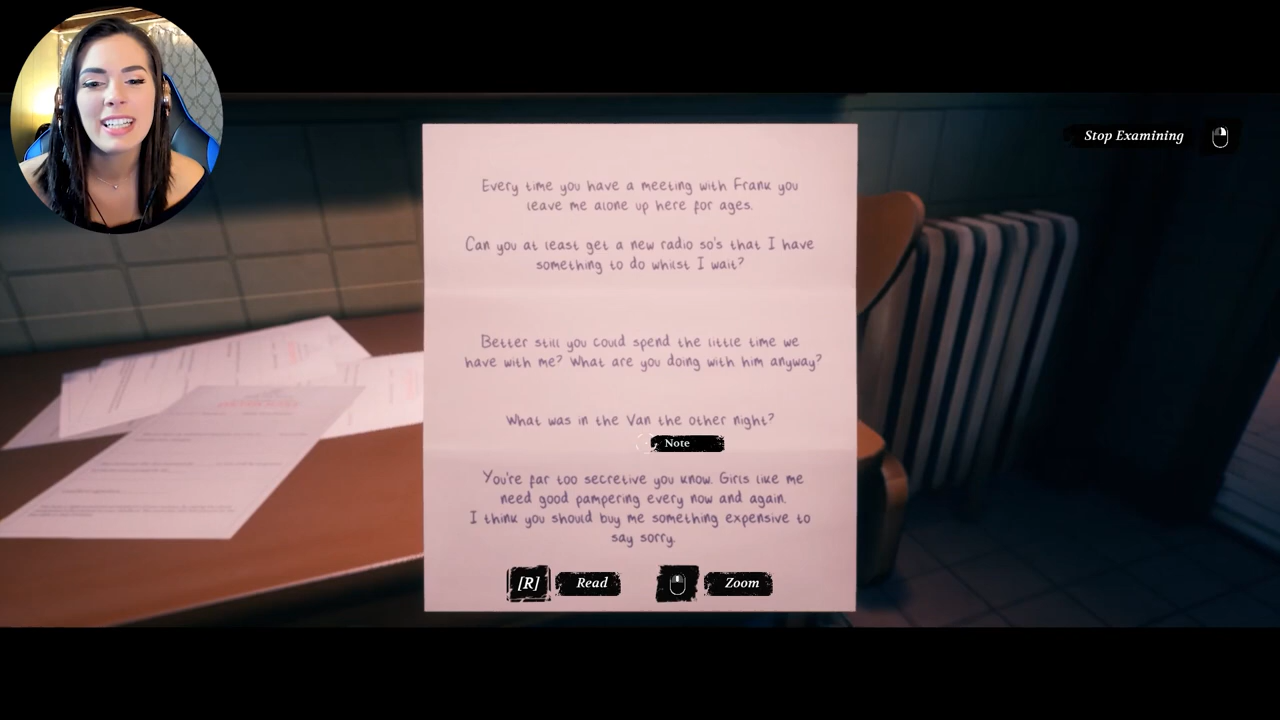 Stop Examining
Every time you have a meeting with Frank you
leave me alone up here for ages.
Can you at least get a new radio so's that I have
something to do whilst I wait?
Better still you could spend the little time we
have with me? What are you doing with him anyway?
What was in the Van the other night?
Note
You're far too secretive you know. Girls like me
need good pampering every now and again.
I think you should buy me something expensive to
say sorry.
[R] Read Zoom